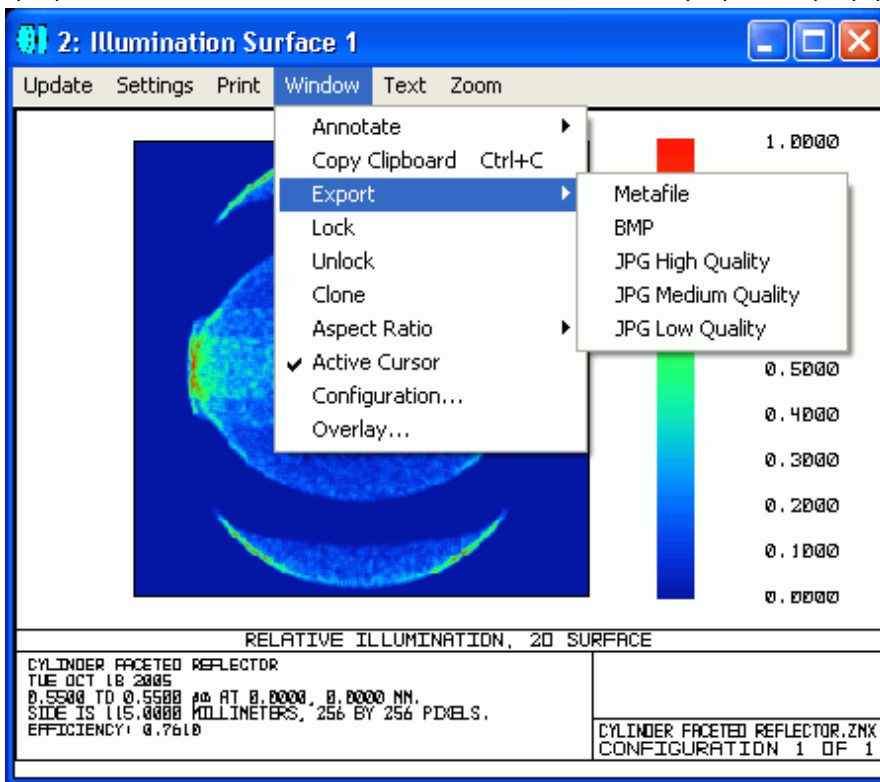 2: Illumination Surface 1
Update Settings Print Window Text Zoom
Annotate
Copy Clipboard Ctrl+C
Export
Lock
Unlock
Clone
Aspect Ratio
Active Cursor
Configuration...
Overlay...
Metafile
BMP
JPG High Quality
JPG Medium Quality
JPG Low Quality
1.0000
0.5000
0.4000
0.3000
0.2000
0.1000
0.0000
RELATIVE ILLUMINATION, 2D SURFACE
CYLINDER FACETED REFLECTOR
TUE OCT 18 2005
0.5500 TO 0.5500 µm AT 0.0000, 0.0000 MM.
SIDE IS 115.0000 MILLIMETERS, 256 BY 256 PIXELS.
EFFICIENCY: 0.7610
CYLINDER FACETED REFLECTOR.ZMX
CONFIGURATION 1 OF 1